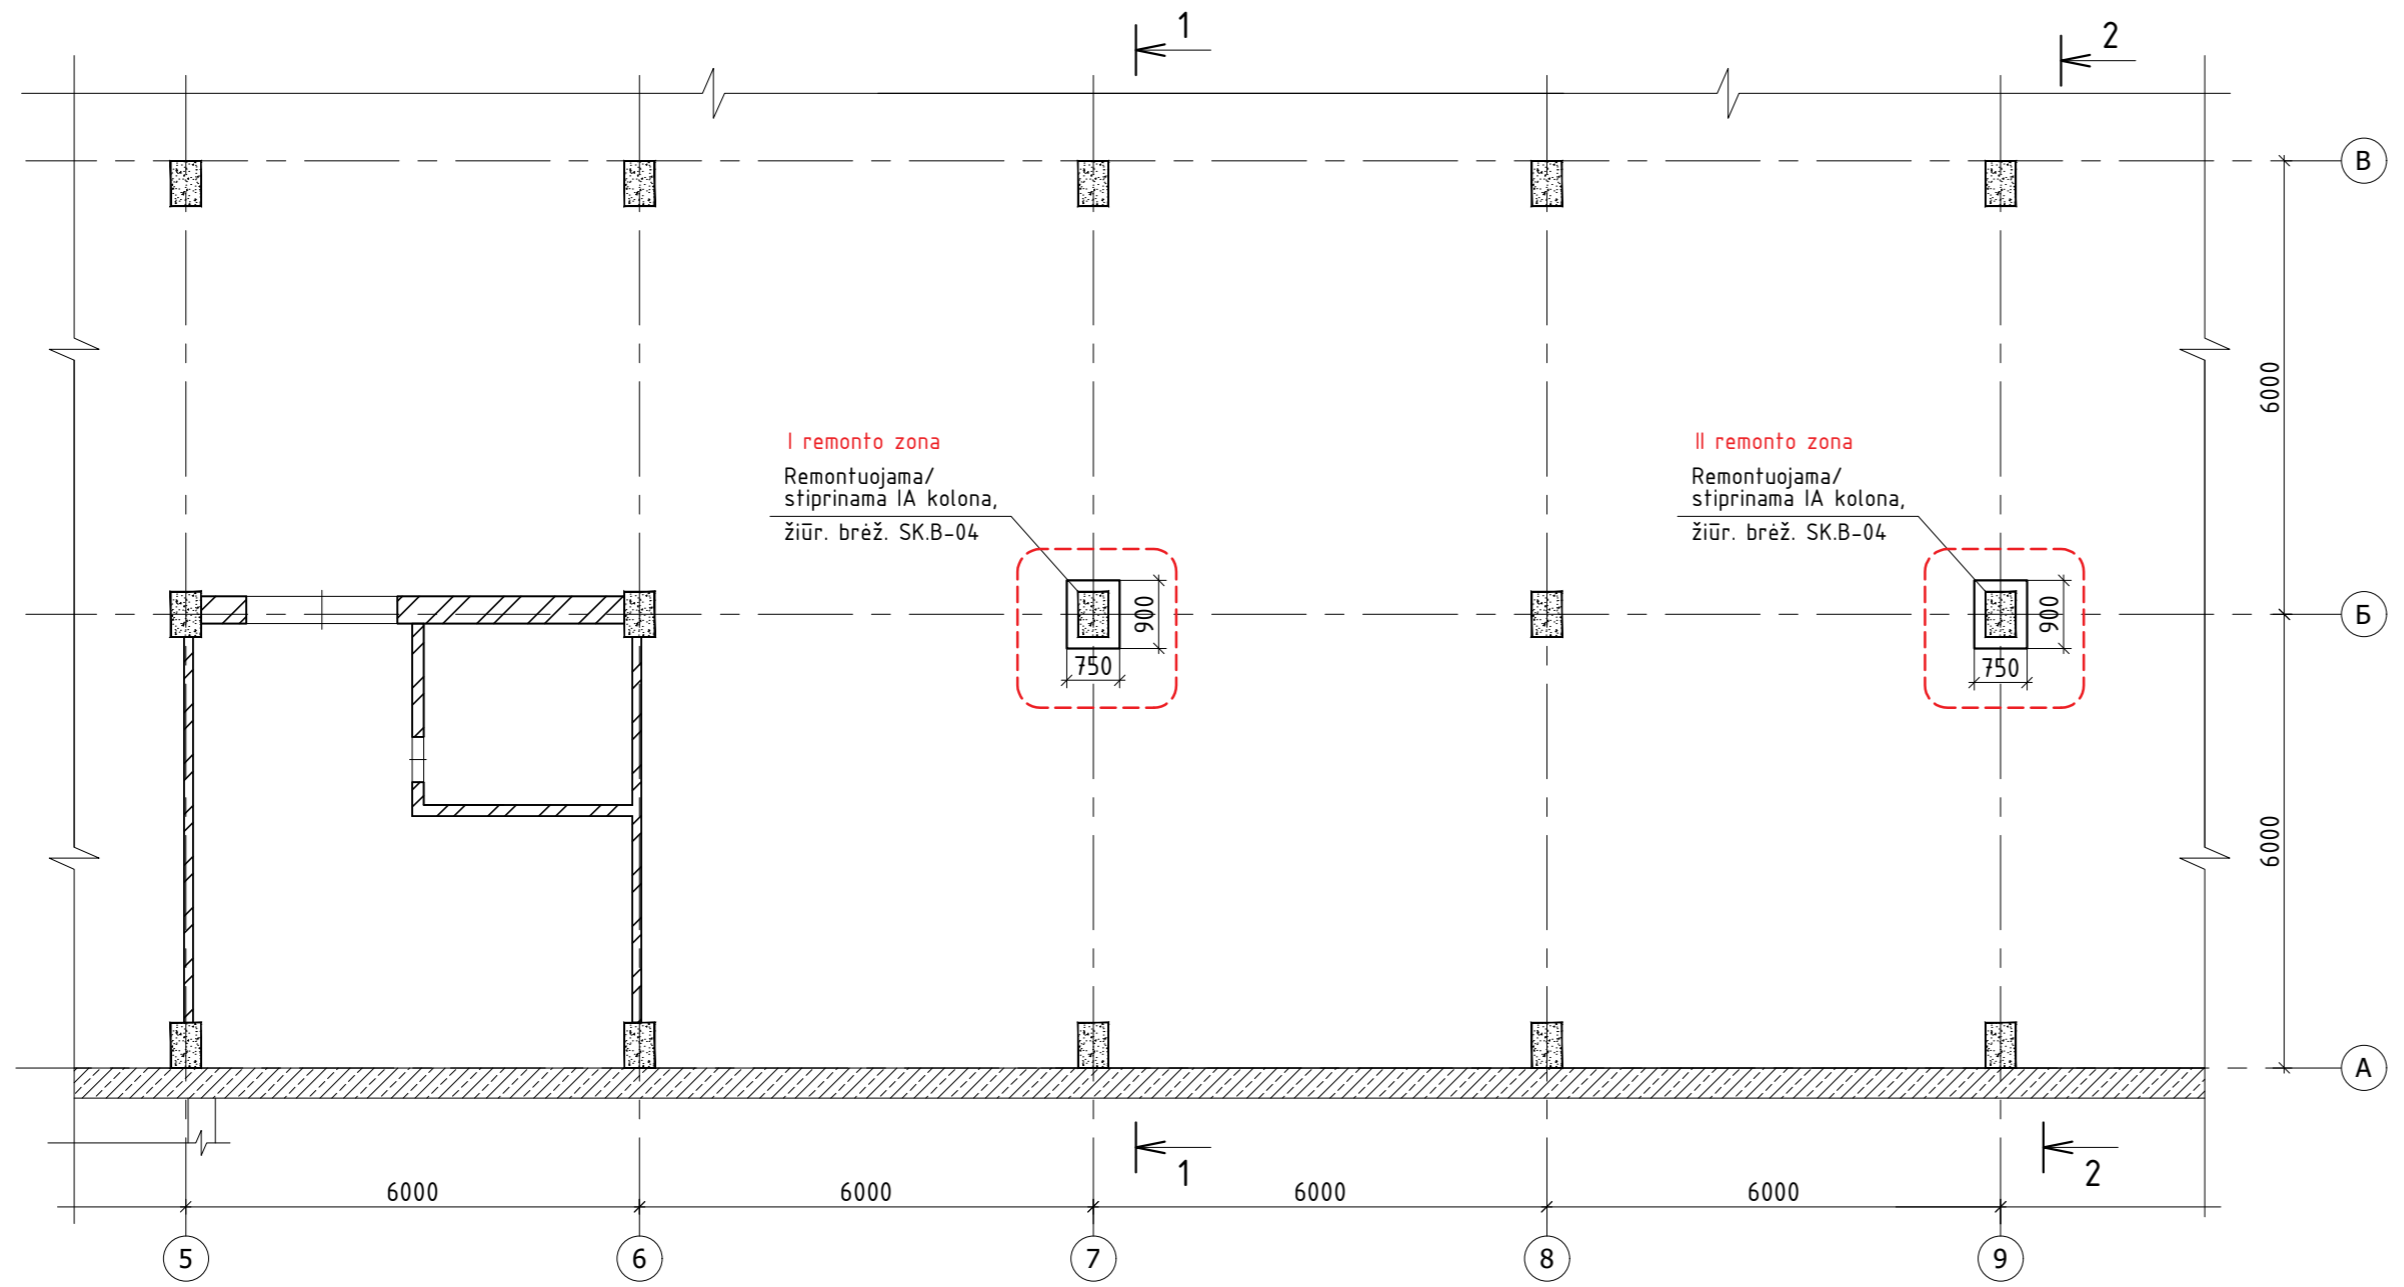 1
2
В
6000
I remonto zona
Remontuojama/
stiprinama IA kolona,
žiūr. brėž. SK.B-04
II remonto zona
Remontuojama/
stiprinama IA kolona,
žiūr. brėž. SK.B-04
900
750
900
750
Б
6000
А
1
2
6000
6000
6000
6000
5
6
7
8
9